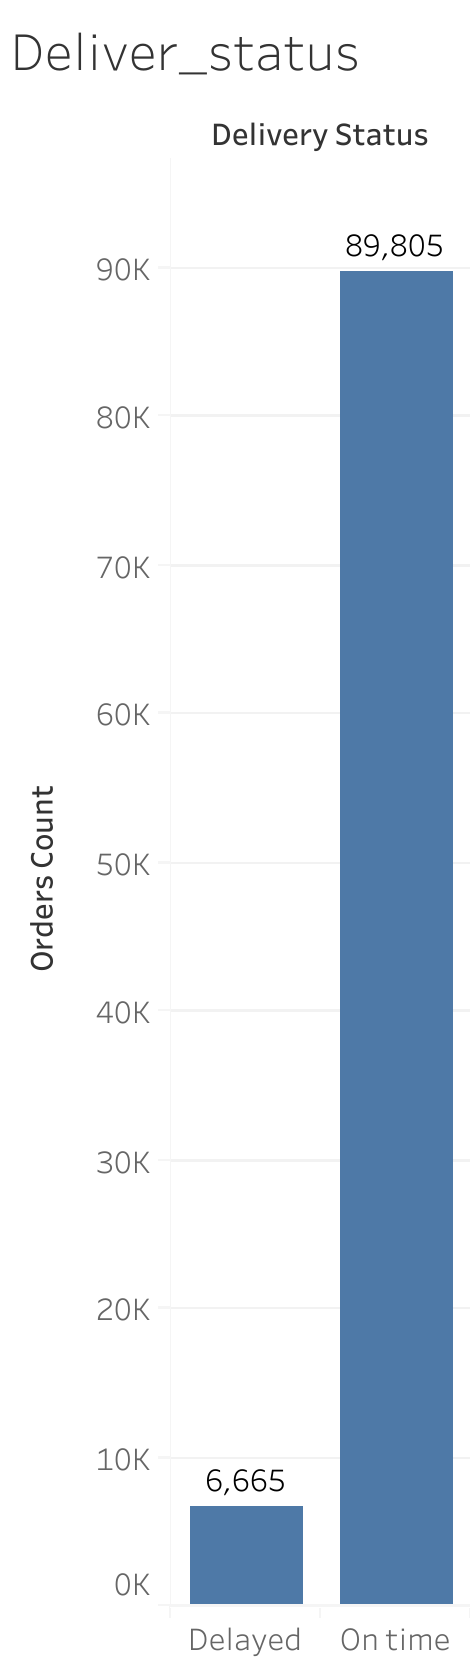 Deliver_status
Delivery Status
89,805
90K
80K
70K
60K
50K
Orders Count
40K
30K
20K
10K
6,665
0K
Delayed On time